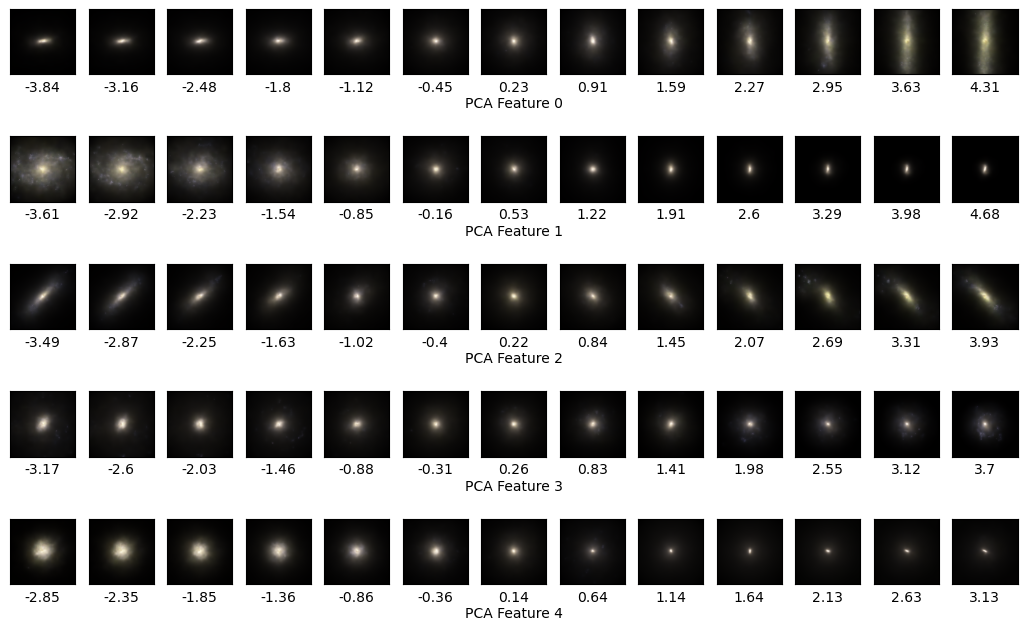 -3.84 -3.16 -2.48 -1.8 -1.12 -0.45 0.23 0.91 1.59 2.27 2.95 3.63 4.31
PCA Feature 0
-3.61 -2.92 -2.23 -1.54 -0.85 -0.16 0.53 1.22 1.91 2.6 3.29 3.98 4.68
PCA Feature 1
-3.49 -2.87 -2.25 -1.63 -1.02 -0.4 0.22 0.84 1.45 2.07 2.69 3.31 3.93
PCA Feature 2
-3.17 -2.6 -2.03 -1.46 -0.88 -0.31 0.26 0.83 1.41 1.98 2.55 3.12 3.7
PCA Feature 3
-2.85 -2.35 -1.85 -1.36 -0.86 -0.36 0.14 0.64 1.14 1.64 2.13 2.63 3.13
PCA Feature 4